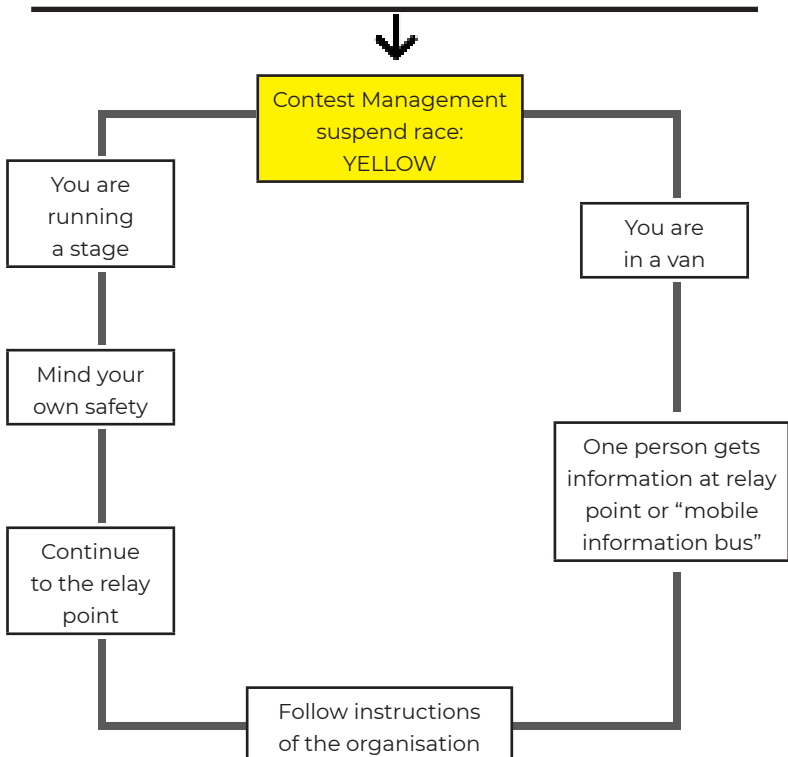 Contest Management
suspend race:
YELLOW
You are
running
a stage
You are
in a van
Mind your
own safety
One person gets
information at relay
point or “mobile
information bus”
Continue
to the relay
point
Follow instructions
of the organisation